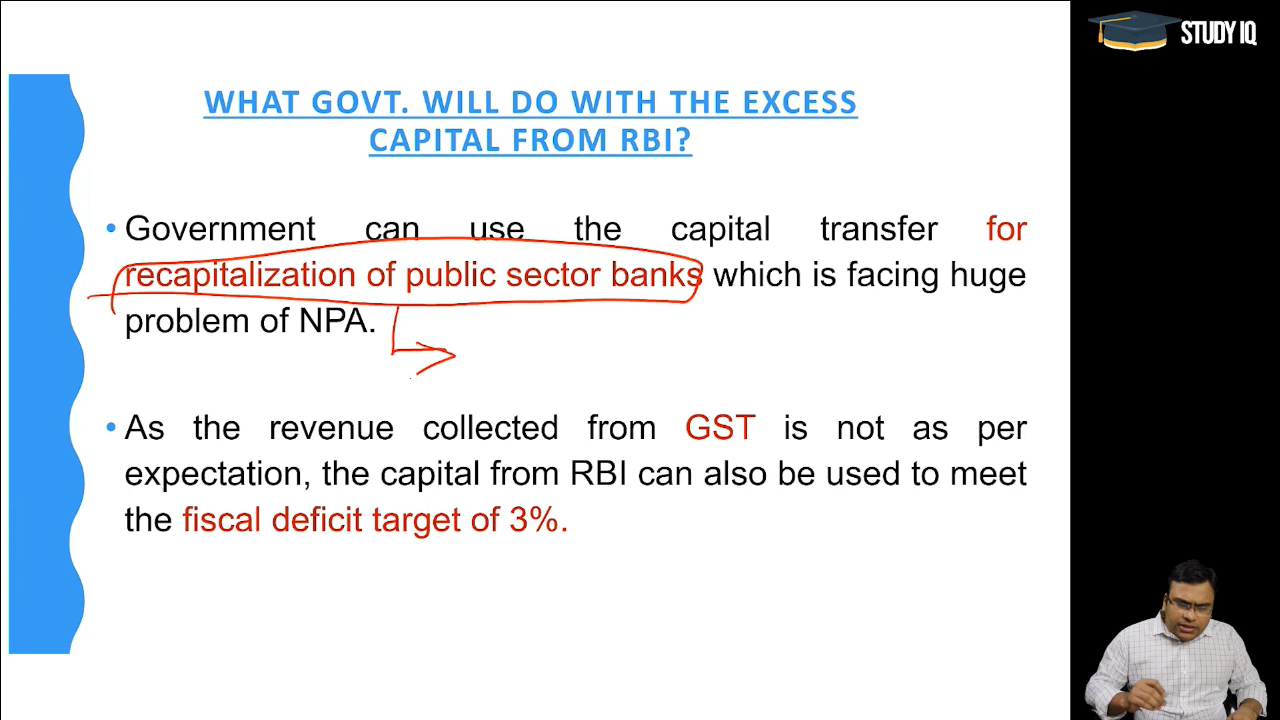 STUDY IQ
WHAT GOVT. WILL DO WITH THE EXCESS
CAPITAL FROM RBI?
• Government can use the capital transfer for
recapitalization of public sector banks which is facing huge
problem of NPA.
• As the revenue collected from GST is not as per
expectation, the capital from RBI can also be used to meet
the fiscal deficit target of 3%.